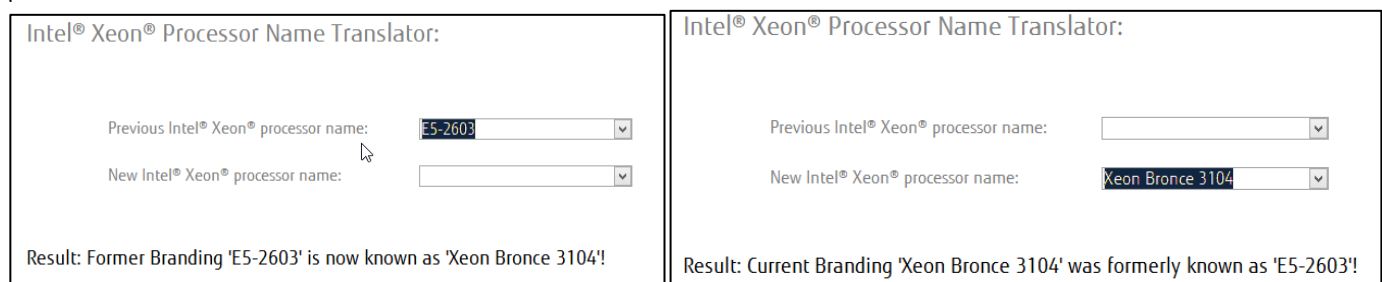 Intel® Xeon® Processor Name Translator:
Previous Intel® Xeon® processor name: E5-2603
New Intel® Xeon® processor name:
Result: Former Branding 'E5-2603' is now known as 'Xeon Bronce 3104'!
Intel® Xeon® Processor Name Translator:
Previous Intel® Xeon® processor name:
New Intel® Xeon® processor name: Xeon Bronce 3104
Result: Current Branding 'Xeon Bronce 3104' was formerly known as 'E5-2603'!